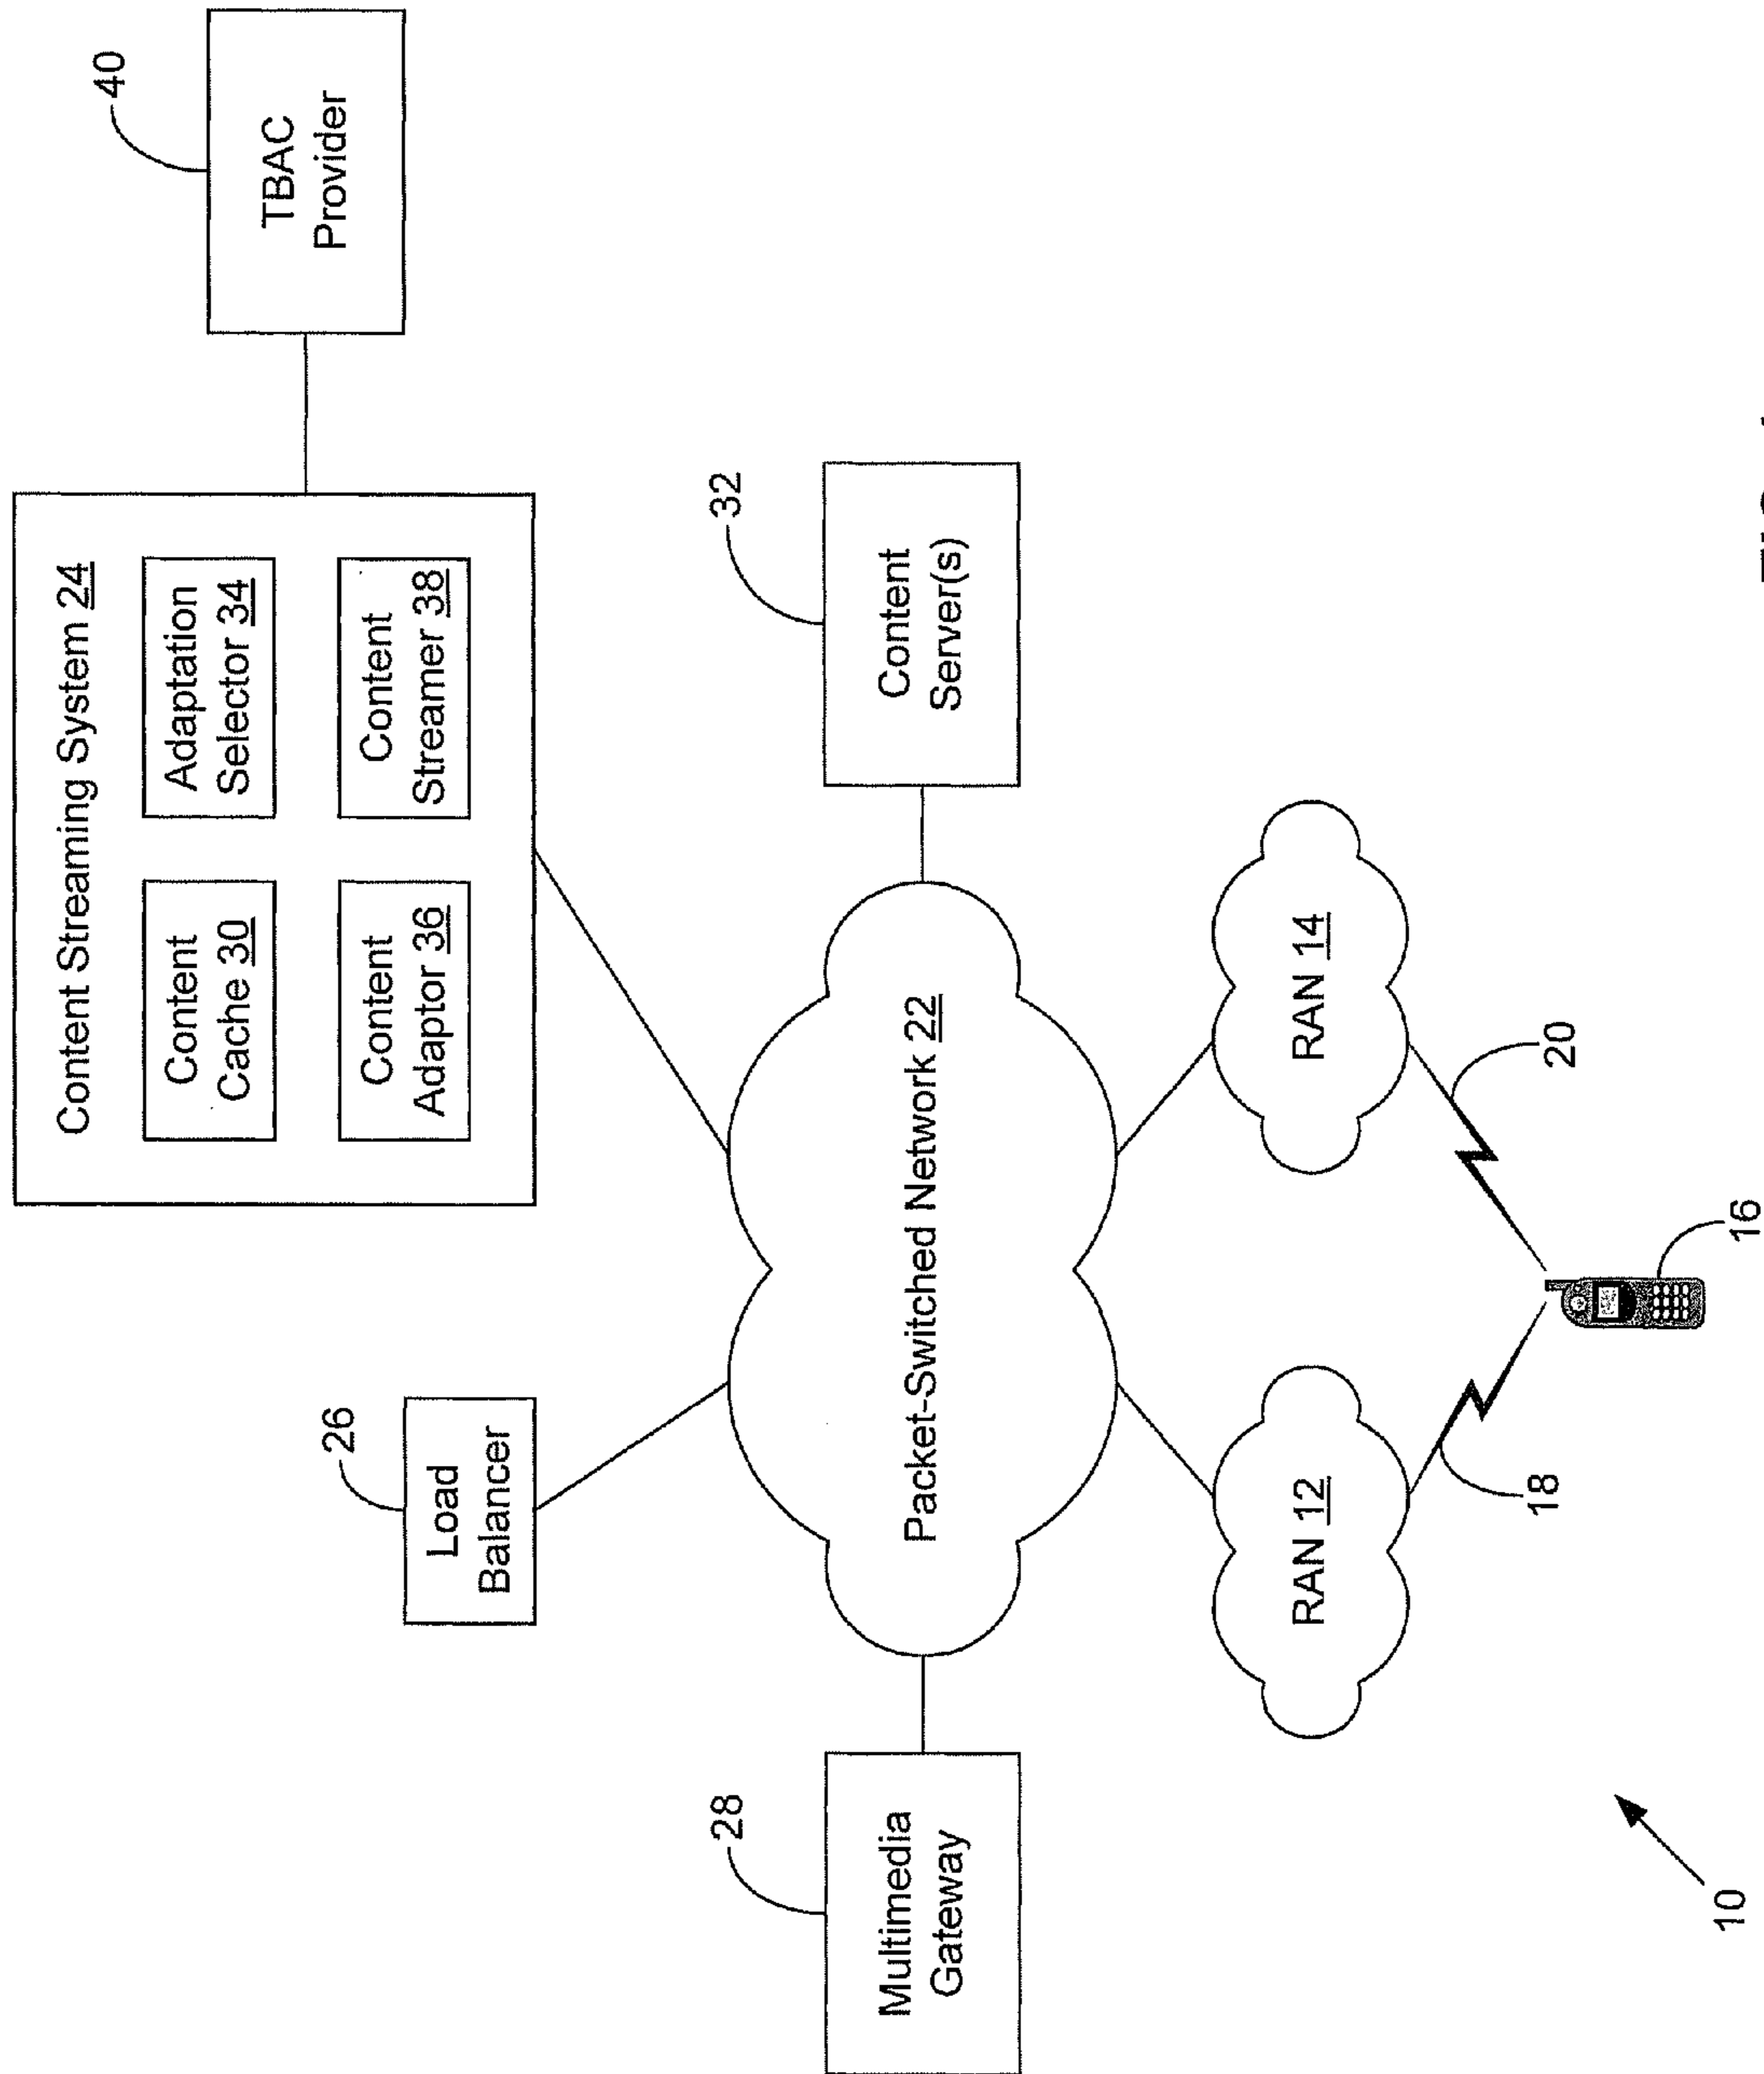 40
TBAC
Provider
Content Streaming System 24
Content
Cache 30
Adaptation
Selector 34
Content
Adaptor 36
Content
Streamer 38
26
Load
Balancer
32
Content
Server(s)
28
Multimedia
Gateway
Packet-Switched Network 22
RAN 12
RAN 14
18
20
16
10